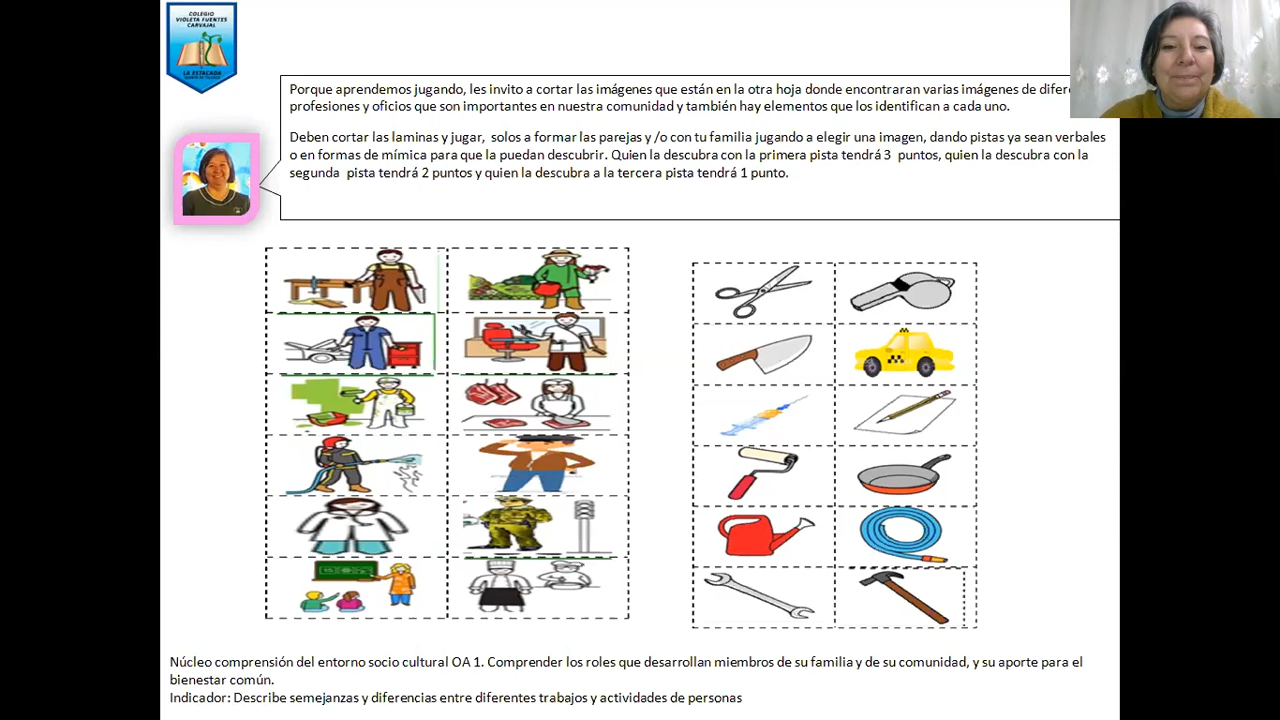 COLEGIO
VIOLETA FUENTES
CARVAJAL
LA ESTACADA
Porque aprendemos jugando, les invito a cortar las imágenes que están en la otra hoja donde encontraran varias imágenes de difere
profesiones y oficios que son importantes en nuestra comunidad y también hay elementos que los identifican a cada uno.
Deben cortar las laminas y jugar, solos a formar las parejas y /o con tu familia jugando a elegir una imagen, dando pistas ya sean verbales
o en formas de mímica para que la puedan descubrir. Quien la descubra con la primera pista tendrá 3 puntos, quien la descubra con la
segunda pista tendrá 2 puntos y quien la descubra a la tercera pista tendrá 1 punto.
Núcleo comprensión del entorno socio cultural OA 1. Comprender los roles que desarrollan miembros de su familia y de su comunidad, y su aporte para el
bienestar común.
Indicador: Describe semejanzas y diferencias entre diferentes trabajos y actividades de personas